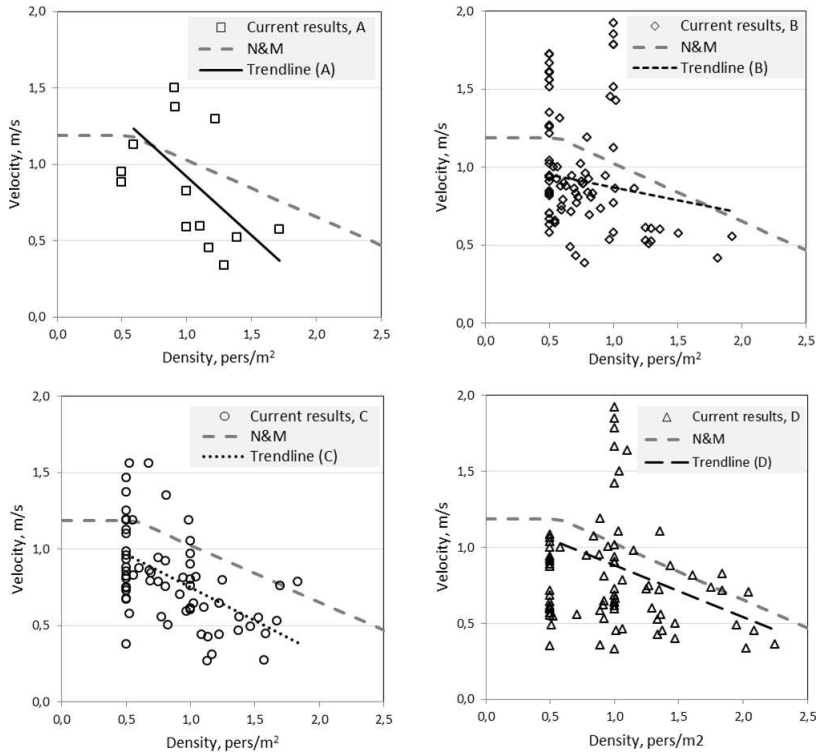 2,0
1,5
1,0
0,5
0,0
Velocity, m/s
Current results, A
N&M
Trendline (A)
0,0 0,5 1,0 1,5 2,0 2,5
Density, pers/m²
2,0
1,5
1,0
0,5
0,0
Velocity, m/s
Current results, B
N&M
Trendline (B)
0,0 0,5 1,0 1,5 2,0 2,5
Density, pers/m²
2,0
1,5
1,0
0,5
0,0
Velocity, m/s
Current results, C
N&M
Trendline (C)
0,0 0,5 1,0 1,5 2,0 2,5
Density, pers/m²
2,0
1,5
1,0
0,5
0,0
Velocity, m/s
Current results, D
N&M
Trendline (D)
0,0 0,5 1,0 1,5 2,0 2,5
Density, pers/m2